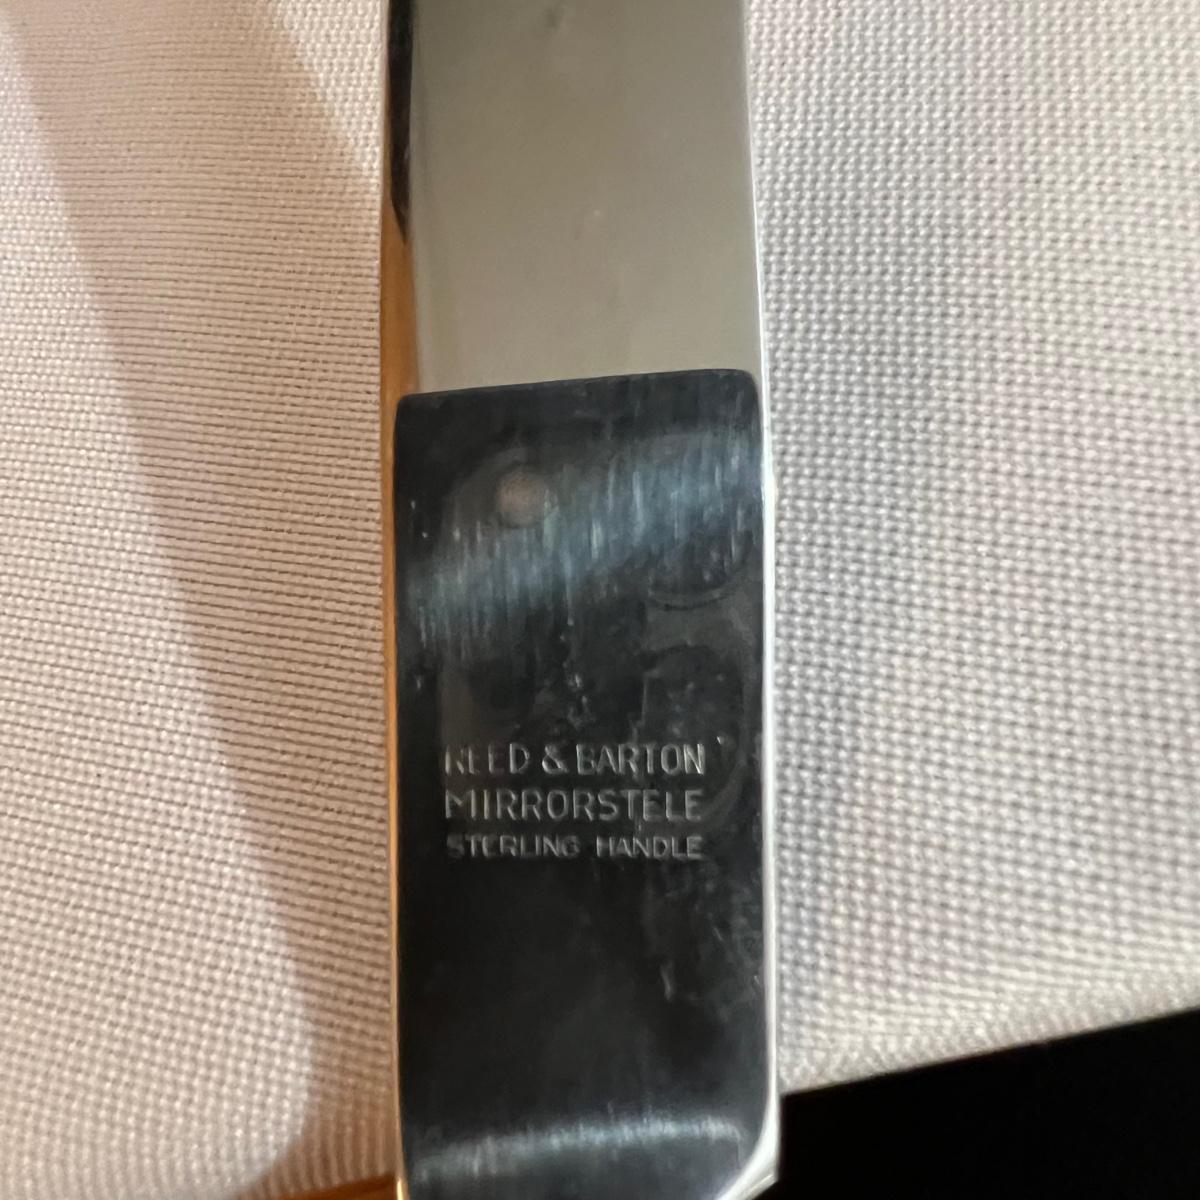 REED & BARTON
MIRRORSTELE
STERLING HANDLE